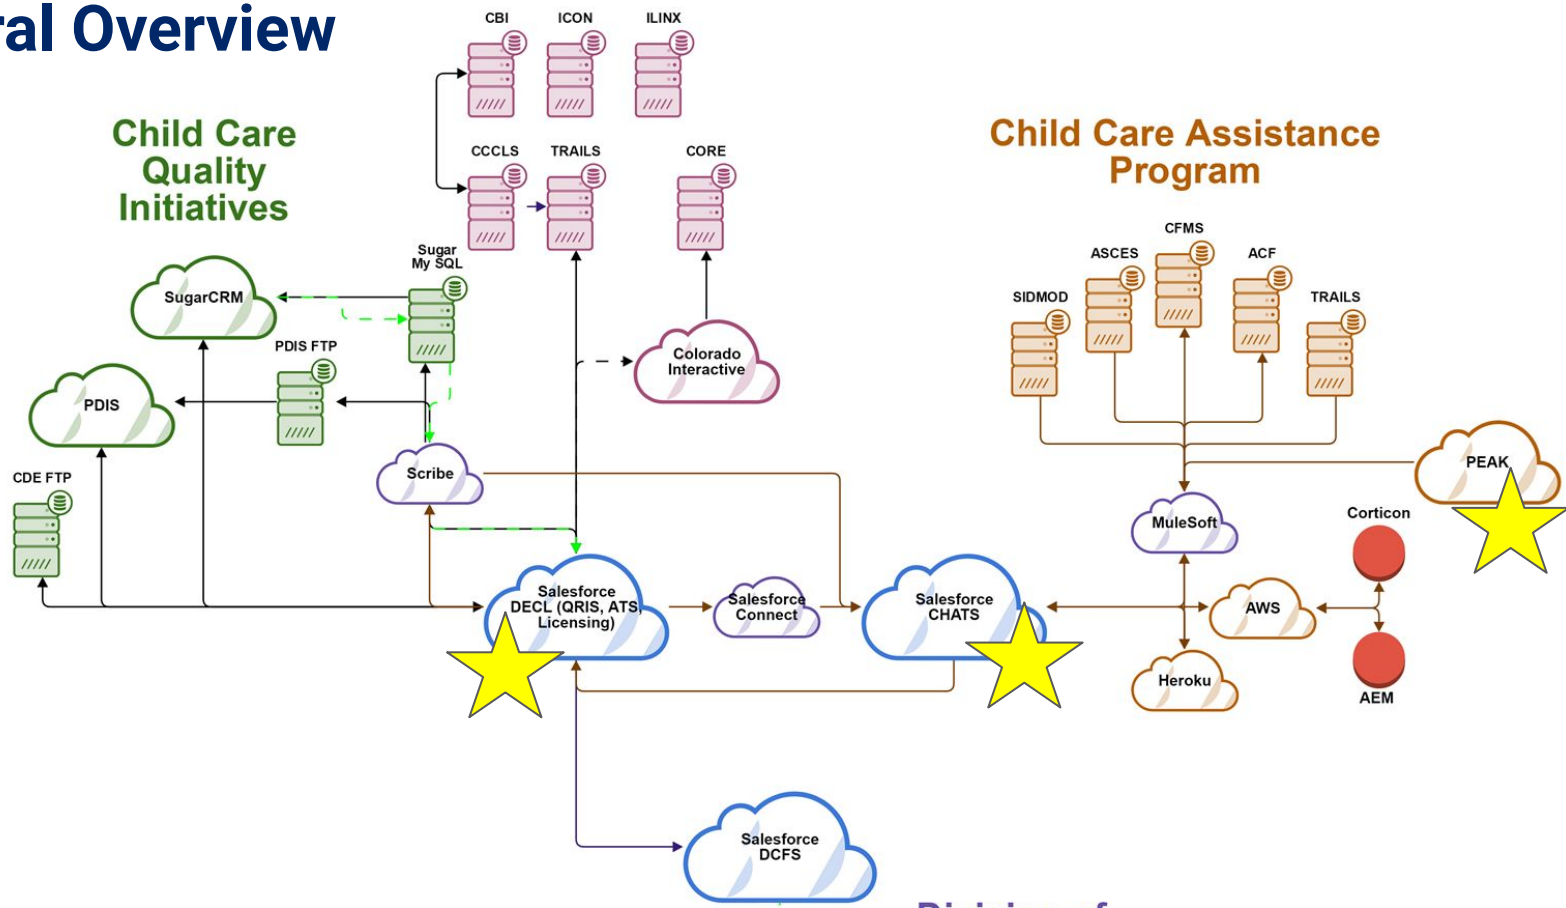 ral Overview
CBI
ICON
ILINX
Child Care
Quality
Initiatives
CCCLS
TRAILS
CORE
Child Care Assistance
Program
Sugar
My SQL
SugarCRM
PDIS FTP
PDIS
CDE FTP
Scribe
Colorado
Interactive
CFMS
ASCES
ACF
SIDMOD
TRAILS
PEAK
MuleSoft
Corticon
Salesforce
DECL (QRIS, ATS,
Licensing)
Salesforce
Connect
Salesforce
CHATS
AWS
Heroku
AEM
Salesforce
DCFS
Division of